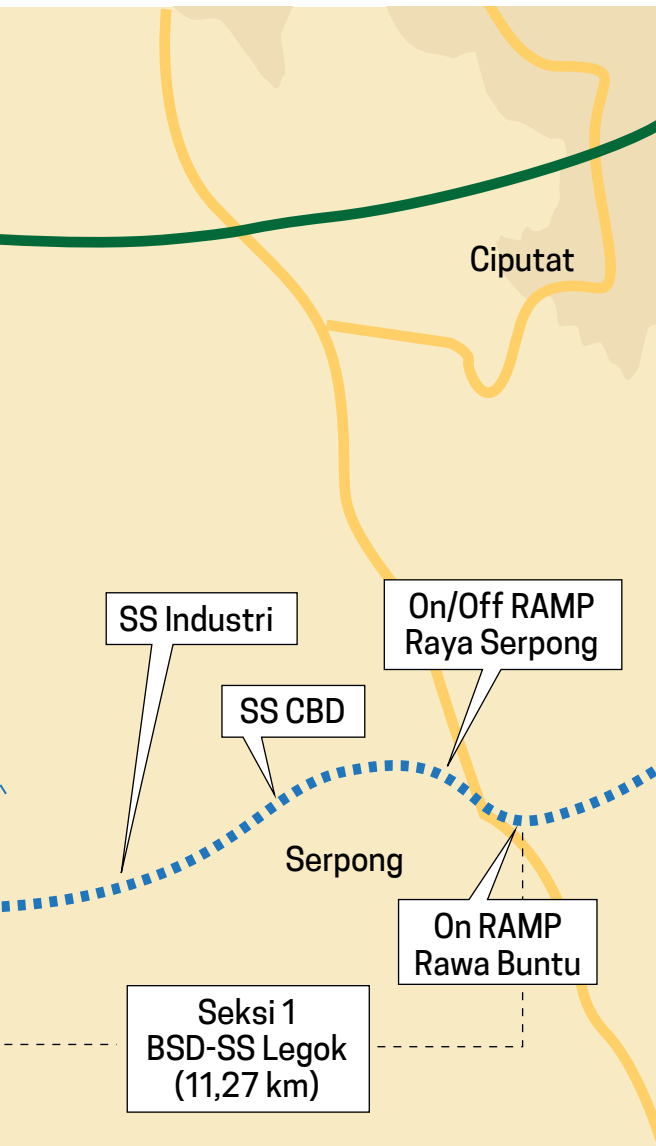 Ciputat
SS Industri
On/Off RAMP
Raya Serpong
SS CBD
Serpong
On RAMP
Rawa Buntu
Seksi 1
BSD-SS Legok
(11,27 km)